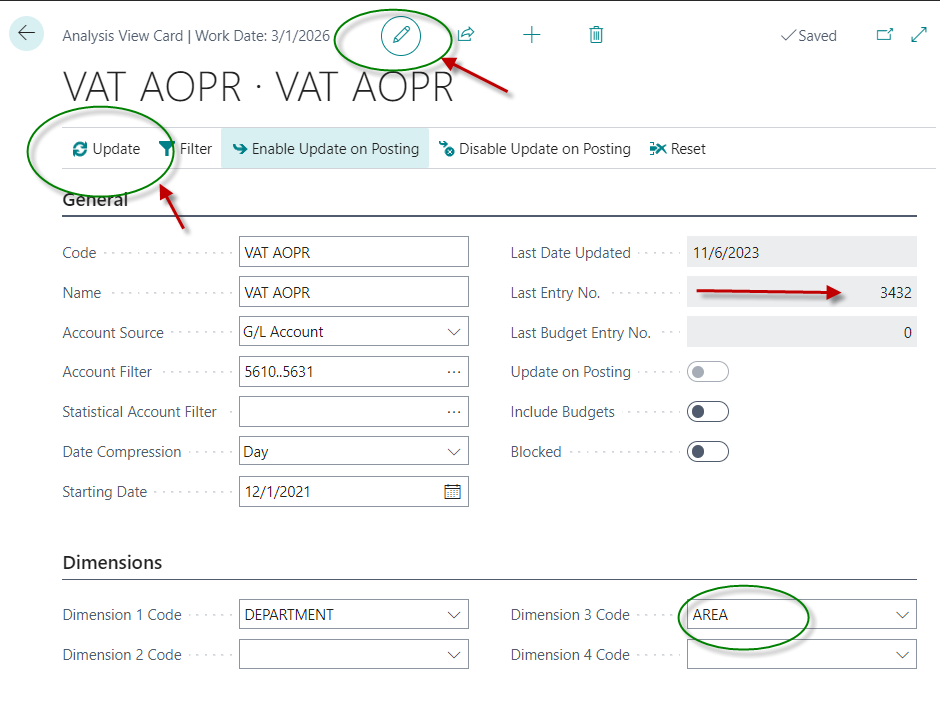 Analysis View Card | Work Date: 3/1/2026
Saved
VAT AOPR · VAT AOPR
Update Filter Enable Update on Posting Disable Update on Posting Reset
General
Code VAT AOPR Last Date Updated 11/6/2023
Name VAT AOPR Last Entry No. 3432
Account Source G/L Account Last Budget Entry No. 0
Account Filter 5610..5631 ... Update on Posting
Statistical Account Filter ... Include Budgets
Date Compression Day Blocked
Starting Date 12/1/2021
Dimensions
Dimension 1 Code DEPARTMENT Dimension 3 Code AREA
Dimension 2 Code Dimension 4 Code